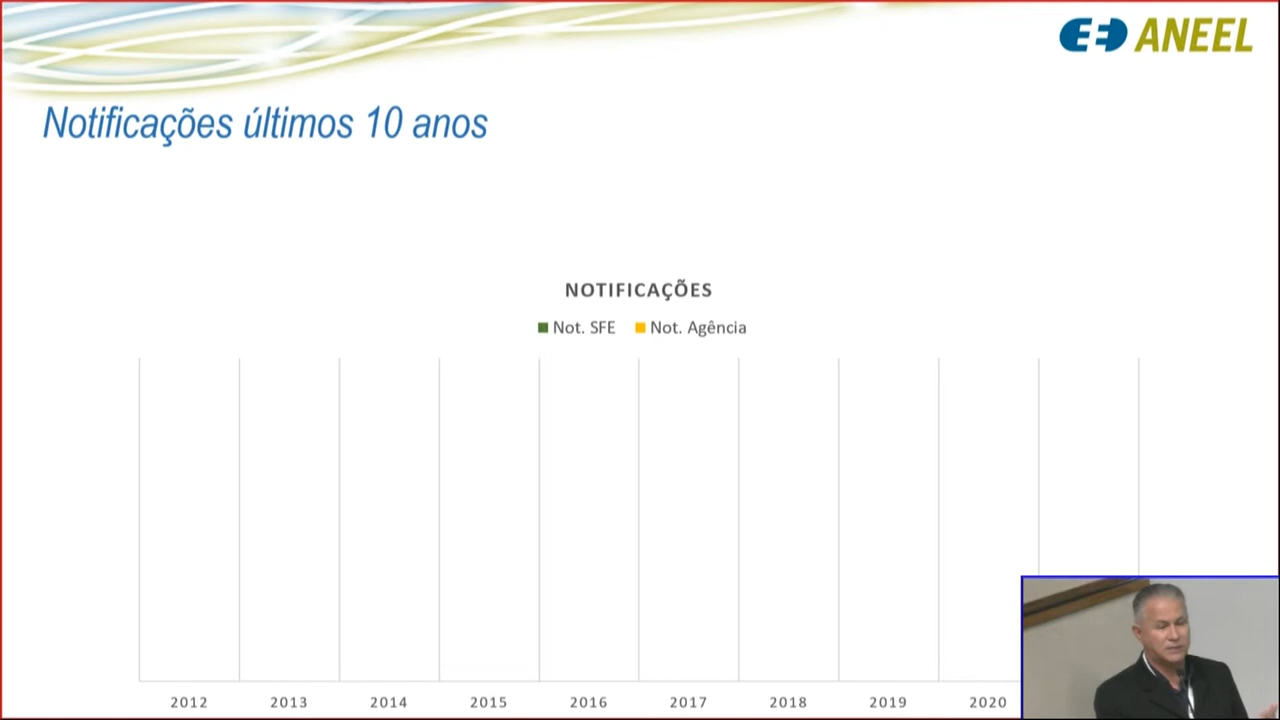 ANEEL
Notificações últimos 10 anos
NOTIFICAÇÕES
Not. SFE Not. Agência
2012 2013 2014 2015 2016 2017 2018 2019 2020